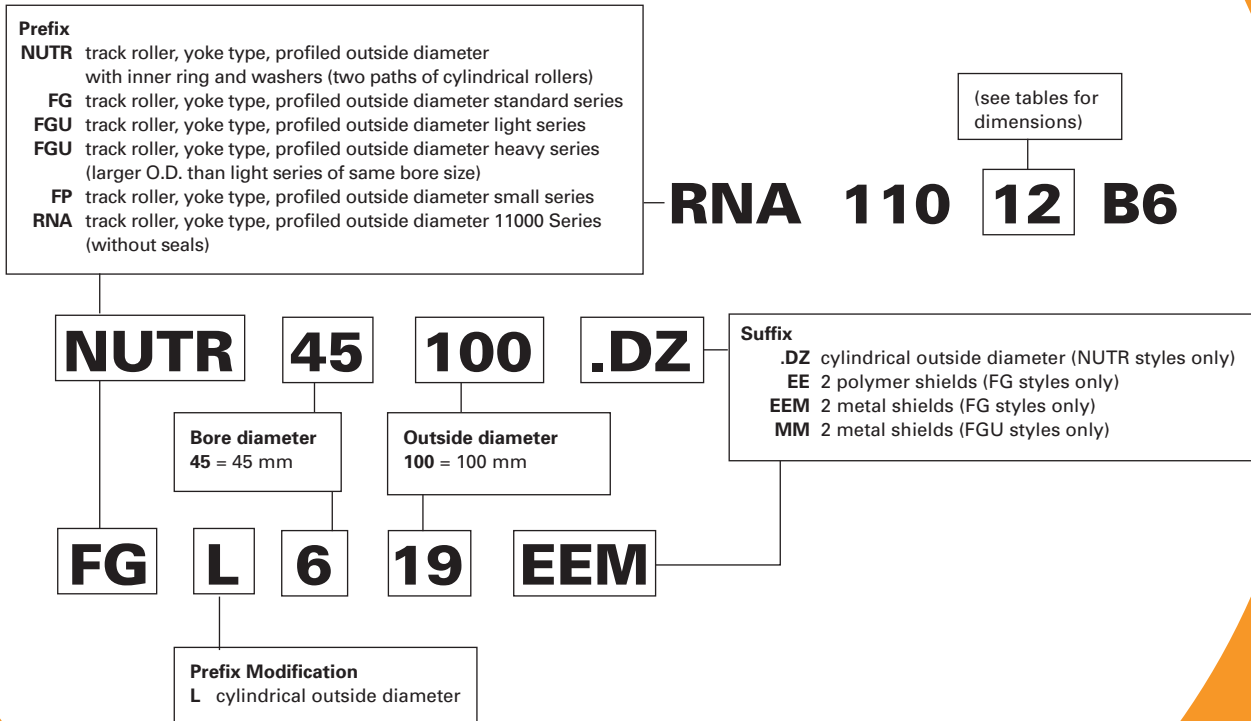 Prefix
NUTR track roller, yoke type, profiled outside diameter
with inner ring and washers (two paths of cylindrical rollers)
FG track roller, yoke type, profiled outside diameter standard series
FGU track roller, yoke type, profiled outside diameter light series
FGU track roller, yoke type, profiled outside diameter heavy series
(larger O.D. than light series of same bore size)
FP track roller, yoke type, profiled outside diameter small series
RNA track roller, yoke type, profiled outside diameter 11000 Series
(without seals)
(see tables for
dimensions)
RNA 110 12 B6
NUTR 45 100 .DZ
Suffix
.DZ cylindrical outside diameter (NUTR styles only)
EE 2 polymer shields (FG styles only)
EEM 2 metal shields (FG styles only)
MM 2 metal shields (FGU styles only)
Bore diameter
45 = 45 mm
Outside diameter
100 = 100 mm
FG L 6 19 EEM
Prefix Modification
L cylindrical outside diameter